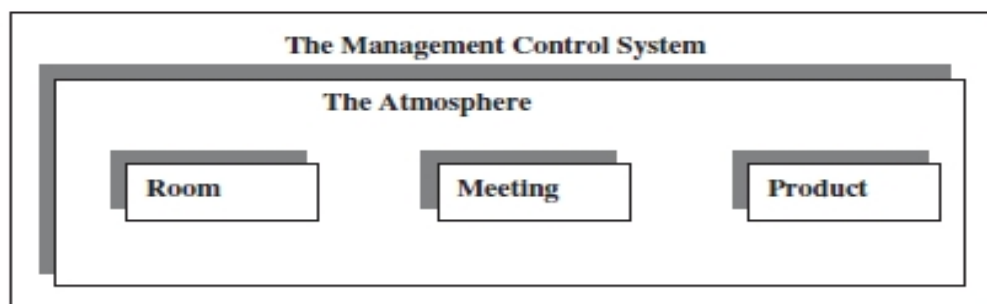 The Management Control System
The Atmosphere
Room Meeting Product